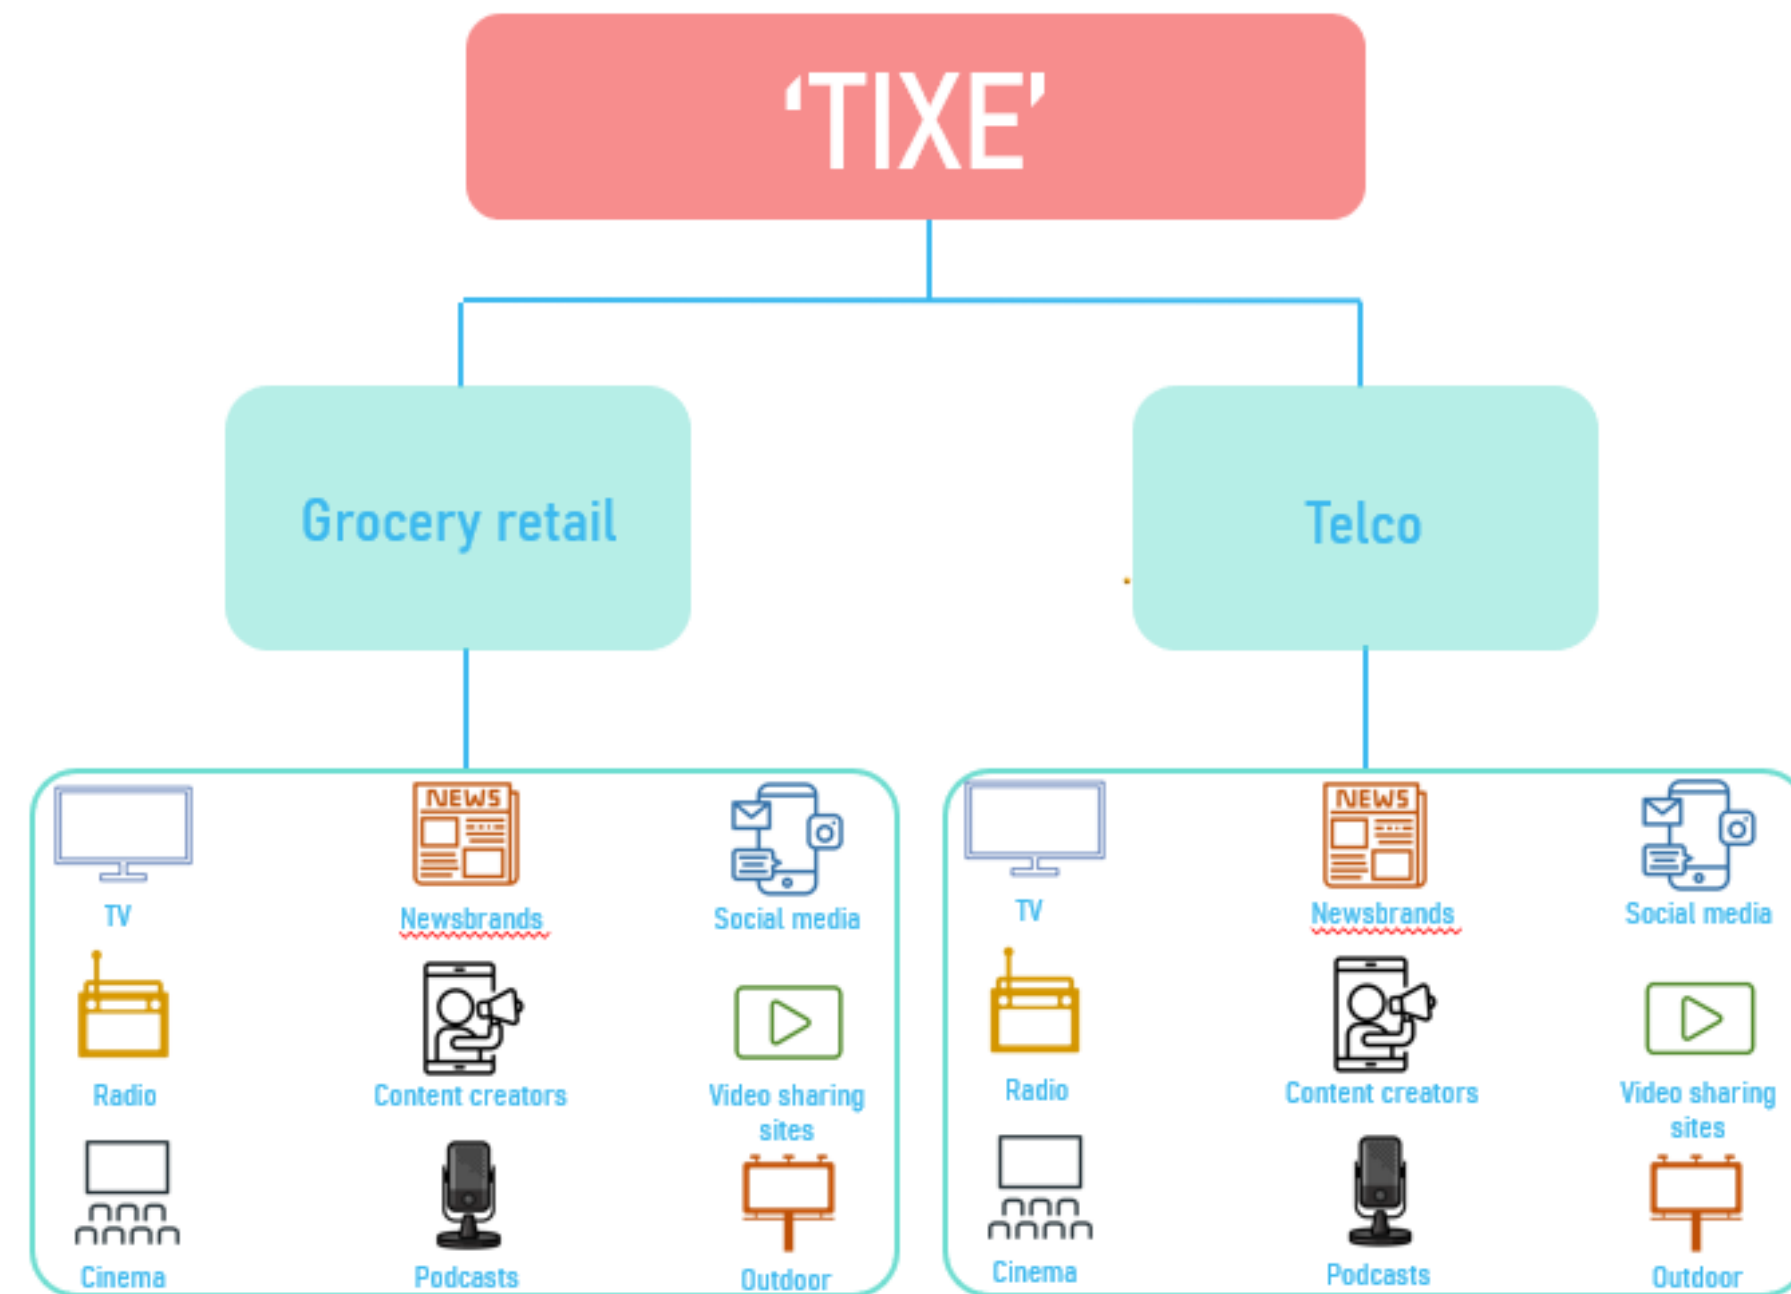 ‘TIXE’
Grocery retail
Telco
NEWS
TV
Newsbrands
Social media
Radio
Content creators
Video sharing
sites
Cinema
Podcasts
Outdoor
NEWS
TV
Newsbrands
Social media
Radio
Content creators
Video sharing
sites
Cinema
Podcasts
Outdoor